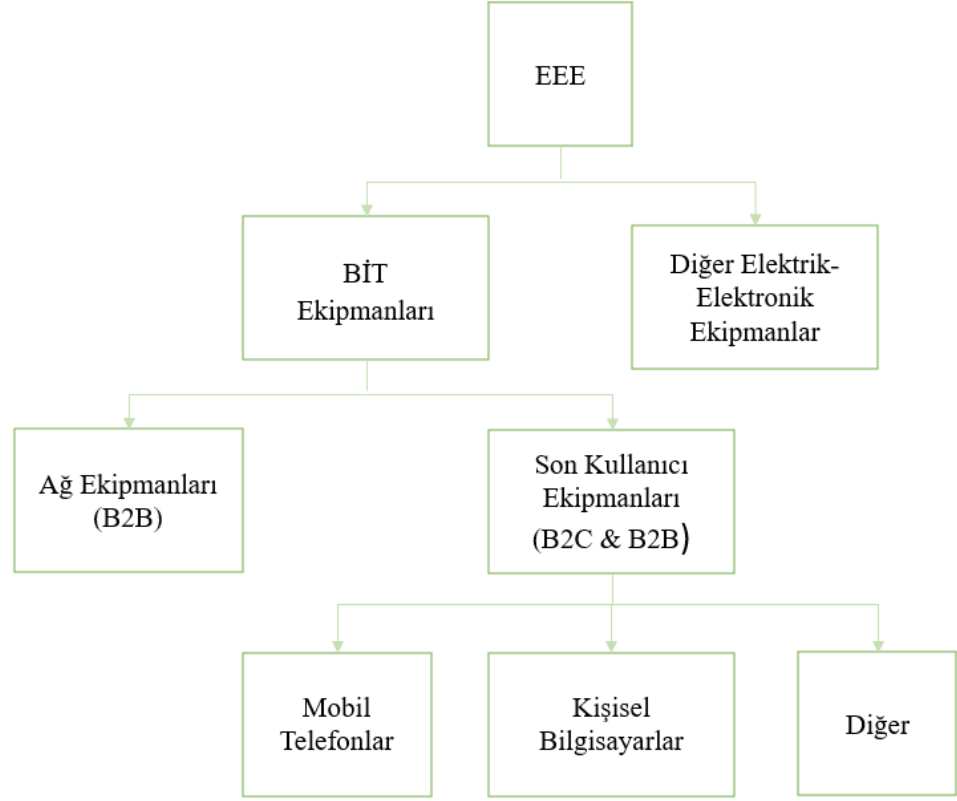 EEE
BİT
Ekipmanları
Diğer Elektrik-
Elektronik
Ekipmanlar
Ağ Ekipmanları
(B2B)
Son Kullanıcı
Ekipmanları
(B2C & B2B)
Mobil
Telefonlar
Kişisel
Bilgisayarlar
Diğer